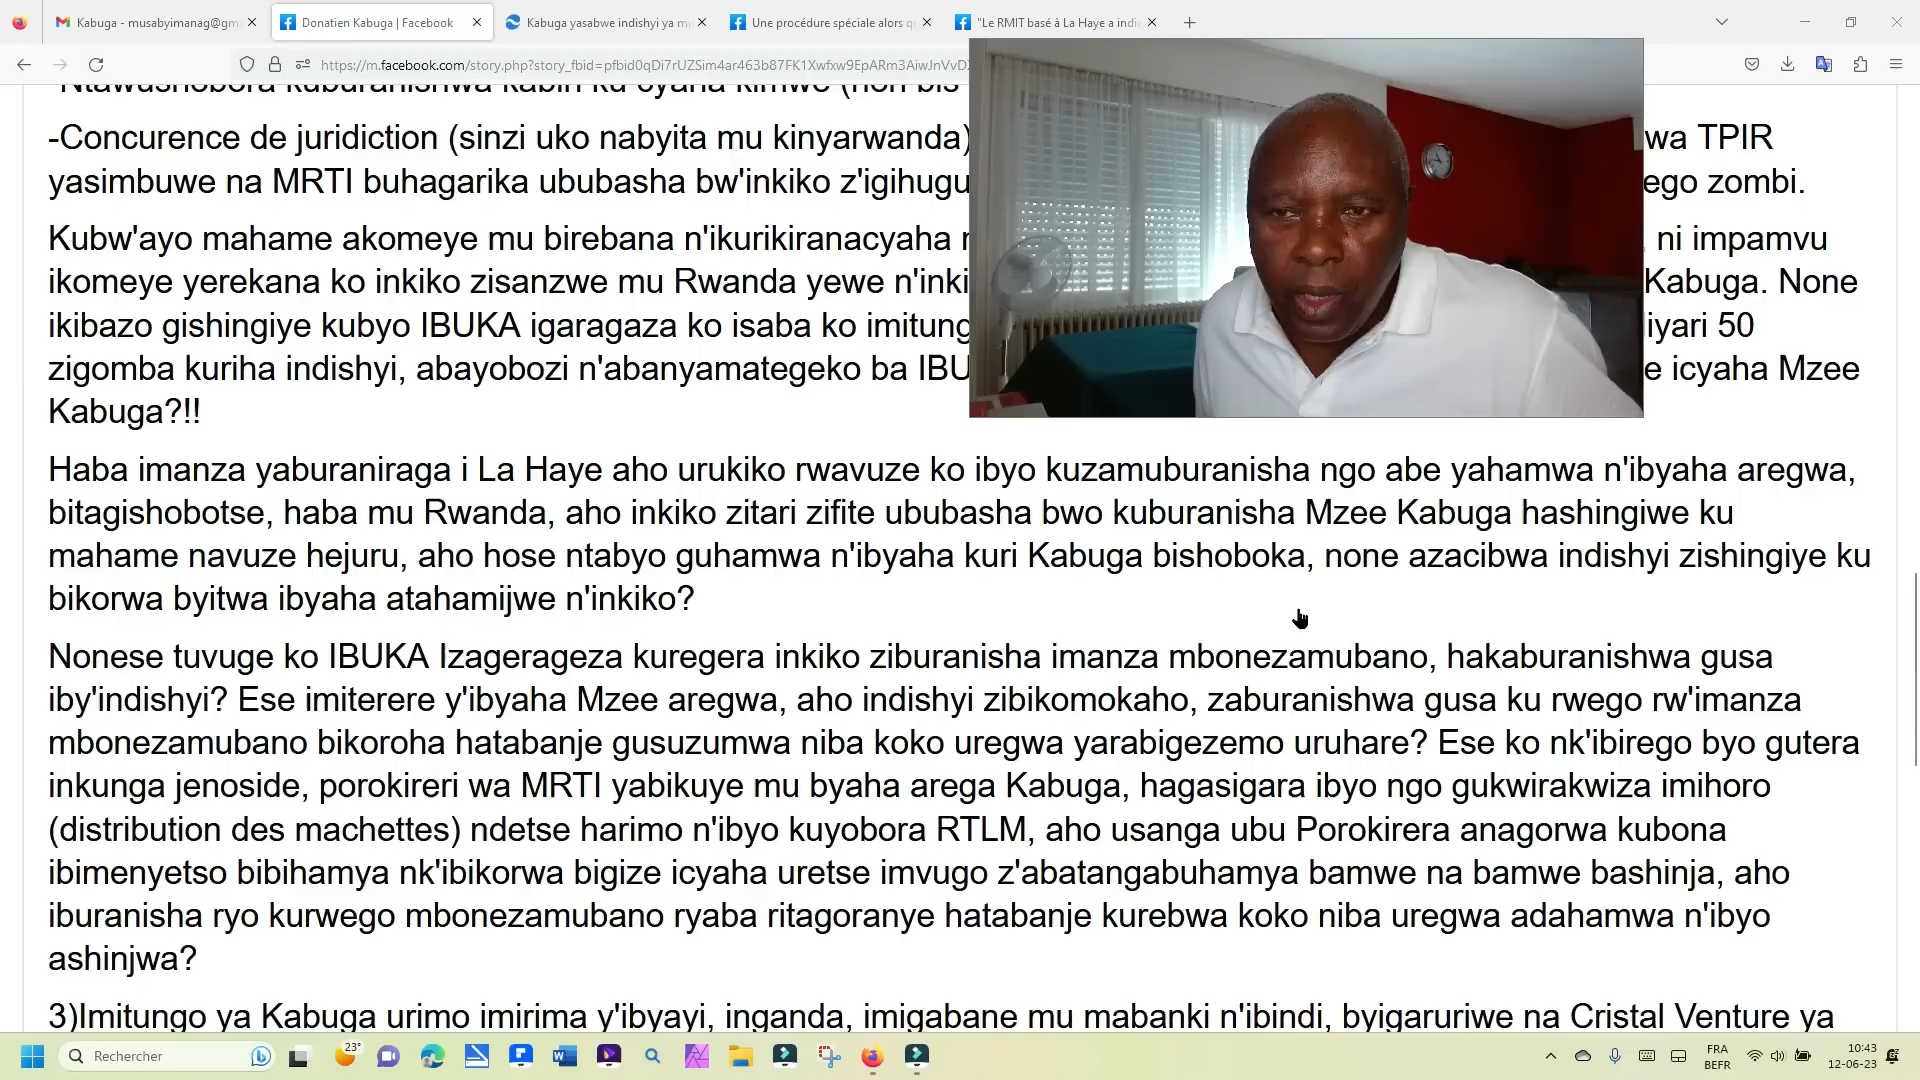 Kabuga - musabyimanag@gm
Donatien Kabuga | Facebook
Kabuga yasabwe indishyi ya m
Une procédure spéciale alors q
"Le RMIT basé à La Haye a indi
https://m.facebook.com/story.php?story_fbid=pfbid0qDi7rUZSim4ar463b87FK1Xwfxw9EpARm3AiwJnVvD
-Ntawushobora kuburanishwa kabiri ku cyaha kimwe (non bis
-Concurence de juridiction (sinzi uko nabyita mu kinyarwanda) wa TPIR
yasimbuwe na MRTI buhagarika ububasha bw'inkiko z'igihugu ego zombi.
Kubw'ayo mahame akomeye mu birebana n'ikurikiranacyaha ni impamvu
ikomeye yerekana ko inkiko zisanzwe mu Rwanda yewe n'inki Kabuga. None
ikibazo gishingiye kubyo IBUKA igaragaza ko isaba ko imitung iyari 50
zigomba kuriha indishyi, abayobozi n'abanyamategeko ba IBU e icyaha Mzee
Kabuga?!!
Haba imanza yaburaniraga i La Haye aho urukiko rwavuze ko ibyo kuzamuburanisha ngo abe yahamwa n'ibyaha aregwa,
bitagishobotse, haba mu Rwanda, aho inkiko zitari zifite ububasha bwo kuburanisha Mzee Kabuga hashingiwe ku
mahame navuze hejuru, aho hose ntabyo guhamwa n'ibyaha kuri Kabuga bishoboka, none azacibwa indishyi zishingiye ku
bikorwa byitwa ibyaha atahamijwe n'inkiko?
Nonese tuvuge ko IBUKA Izagerageza kuregera inkiko ziburanisha imanza mbonezamubano, hakaburanishwa gusa
iby'indishyi? Ese imiterere y'ibyaha Mzee aregwa, aho indishyi zibikomokaho, zaburanishwa gusa ku rwego rw'imanza
mbonezamubano bikoroha hatabanje gusuzumwa niba koko uregwa yarabigezemo uruhare? Ese ko nk'ibirego byo gutera
inkunga jenoside, porokireri wa MRTI yabikuye mu byaha arega Kabuga, hagasigara ibyo ngo gukwirakwiza imihoro
(distribution des machettes) ndetse harimo n'ibyo kuyobora RTLM, aho usanga ubu Porokirera anagorwa kubona
ibimenyetso bibihamya nk'ibikorwa bigize icyaha uretse imvugo z'abatangabuhamya bamwe na bamwe bashinja, aho
iburanisha ryo kurwego mbonezamubano ryaba ritagoranye hatabanje kurebwa koko niba uregwa adahamwa n'ibyo
ashinjwa?
3)Imitungo ya Kabuga urimo imirima y'ibyayi, inganda, imigabane mu mabanki n'ibindi, byigaruriwe na Cristal Venture ya
Rechercher
23°
FRA
BEFR
10:43
12-06-23